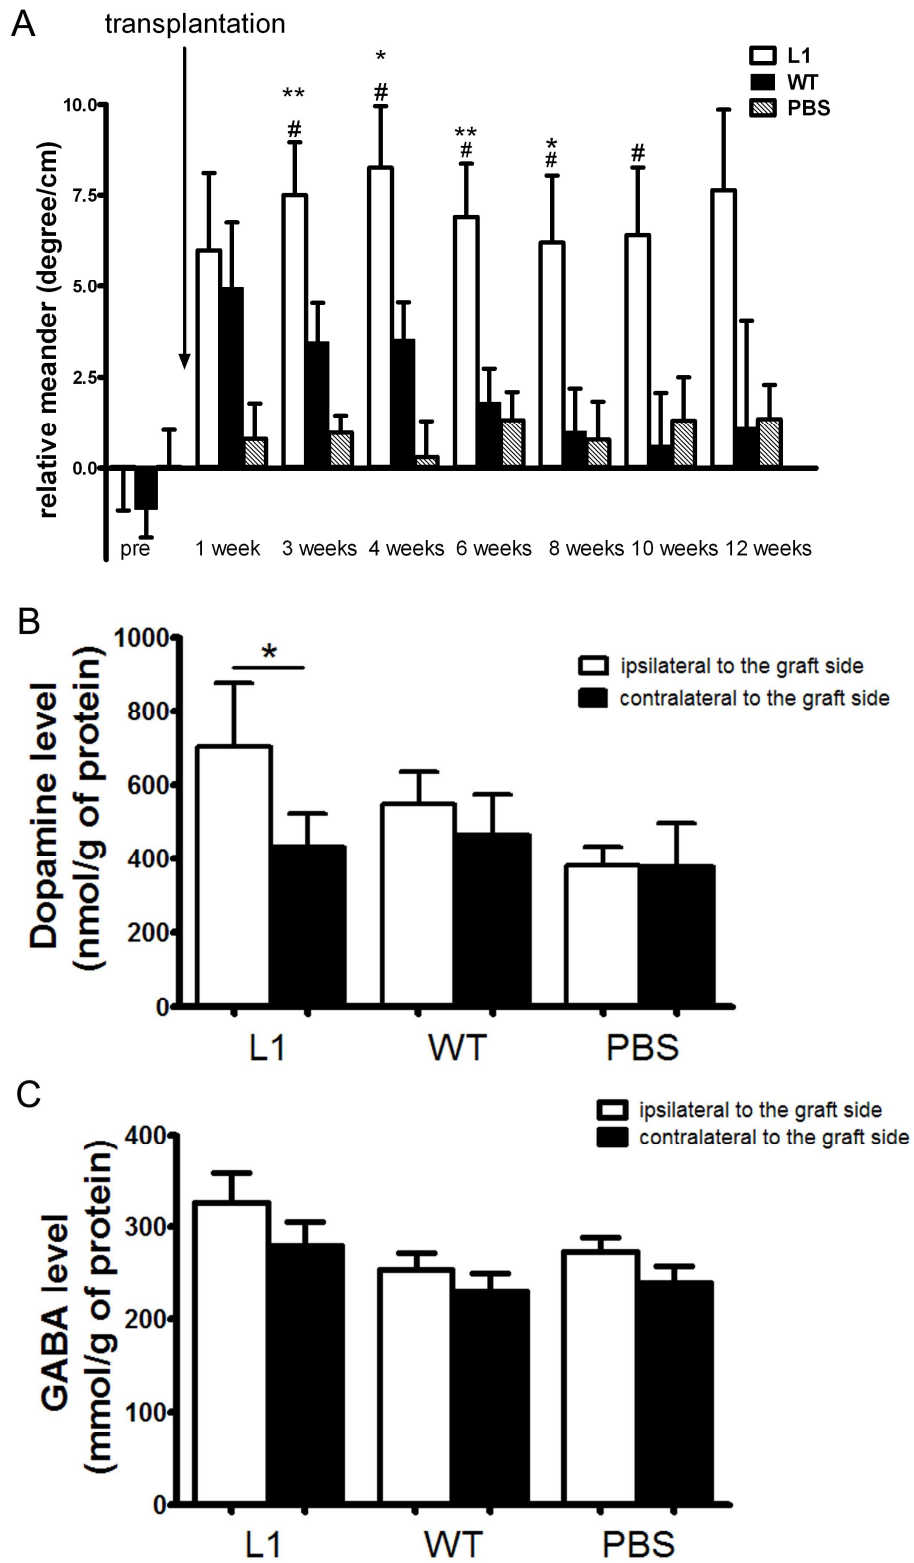 A
transplantation
L1
WT
PBS
*
#
**
#
**
#
*
#
#
10.0
7.5
5.0
2.5
0.0
relative meander (degree/cm)
pre 1 week 3 weeks 4 weeks 6 weeks 8 weeks 10 weeks 12 weeks
B
1000
800
600
400
200
0
Dopamine level
(nmol/g of protein)
*
ipsilateral to the graft side
contralateral to the graft side
L1 WT PBS
C
400
300
200
100
0
GABA level
(mmol/g of protein)
ipsilateral to the graft side
contralateral to the graft side
L1 WT PBS